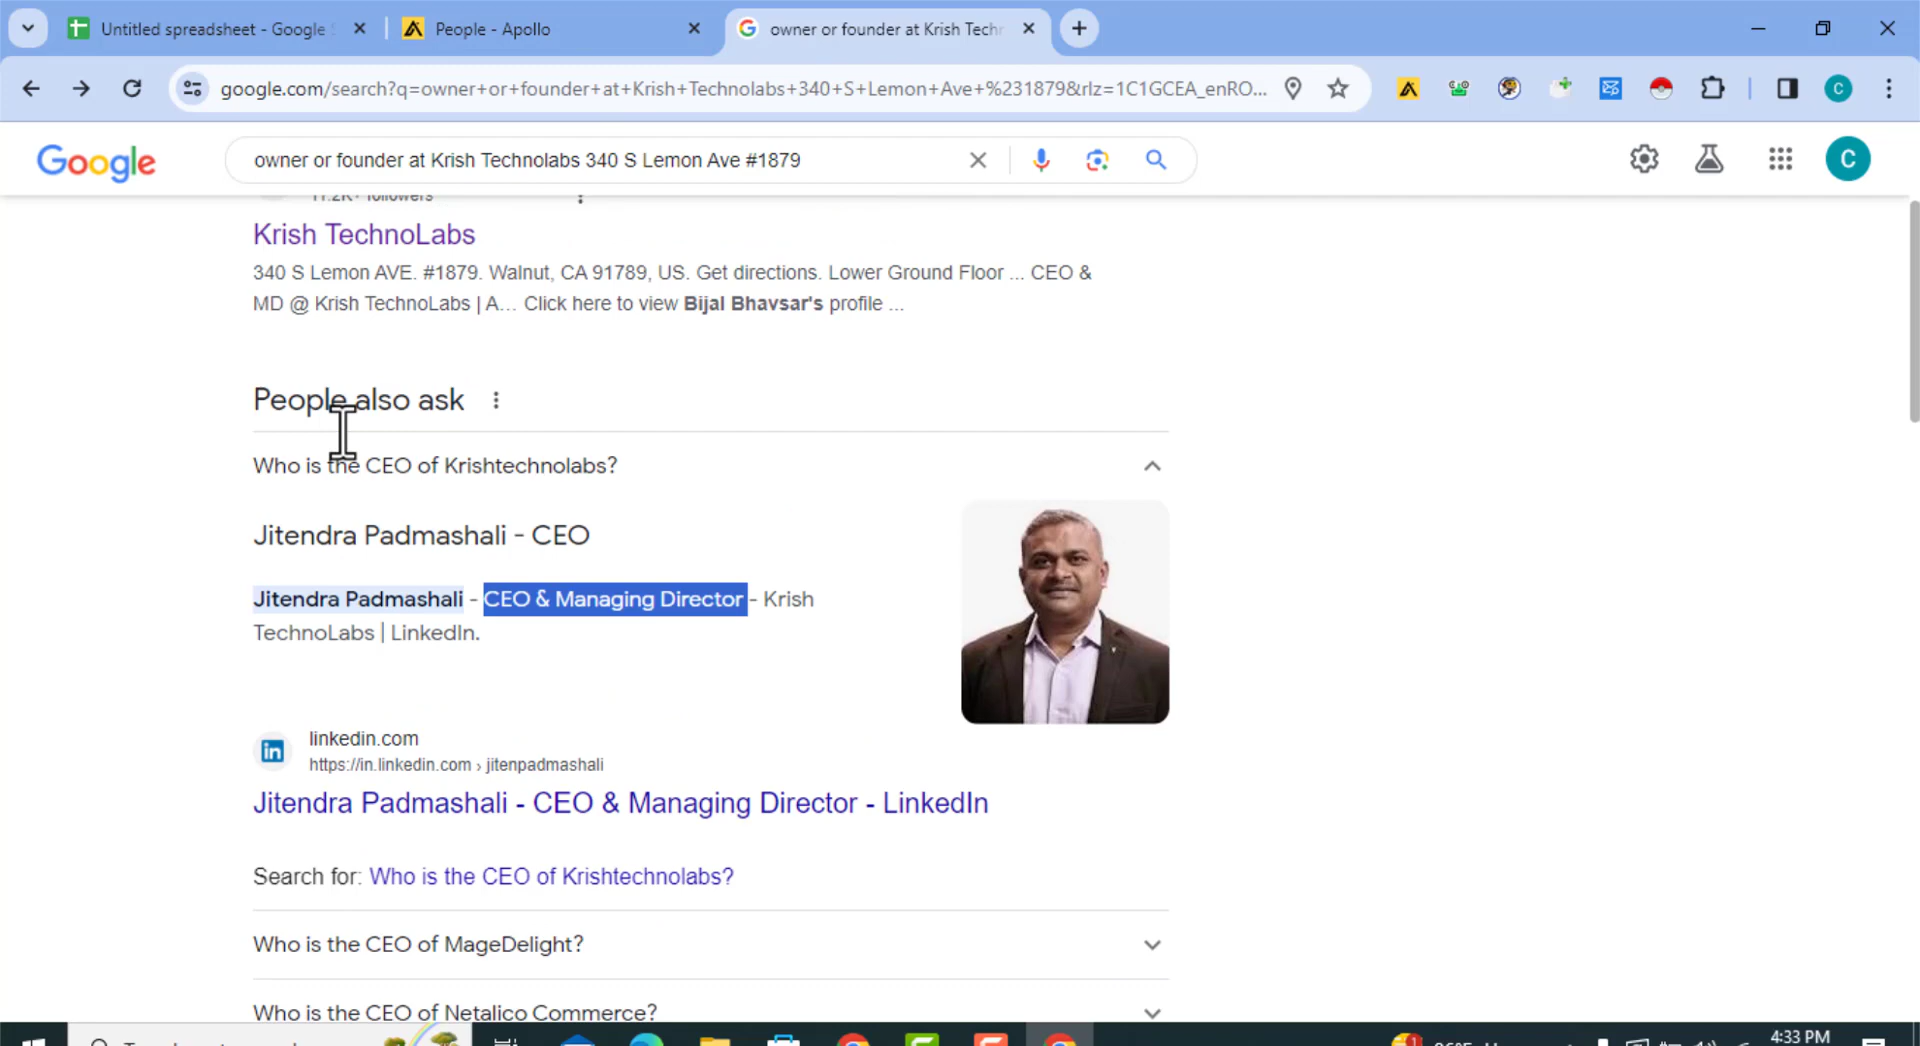 Untitled spreadsheet - Google
People - Apollo
owner or founder at Krish Techn
google.com/search?q=owner+or+founder+at+Krish+Technolabs+340+S+Lemon+Ave+%231879&rlz=1C1GCEA_enRO...
C
Google
owner or founder at Krish Technolabs 340 S Lemon Ave #1879
C
11.2K+ followers
Krish TechnoLabs
340 S Lemon AVE. #1879. Walnut, CA 91789, US. Get directions. Lower Ground Floor ... CEO &
MD @ Krish TechnoLabs | A... Click here to view Bijal Bhavsar's profile ...
People also ask
Who is the CEO of Krishtechnolabs?
Jitendra Padmashali - CEO
Jitendra Padmashali - CEO & Managing Director - Krish
TechnoLabs | LinkedIn.
in
linkedin.com
https://in.linkedin.com › jitenpadmashali
Jitendra Padmashali - CEO & Managing Director - LinkedIn
Search for: Who is the CEO of Krishtechnolabs?
Who is the CEO of MageDelight?
Who is the CEO of Netalico Commerce?
4:33 PM